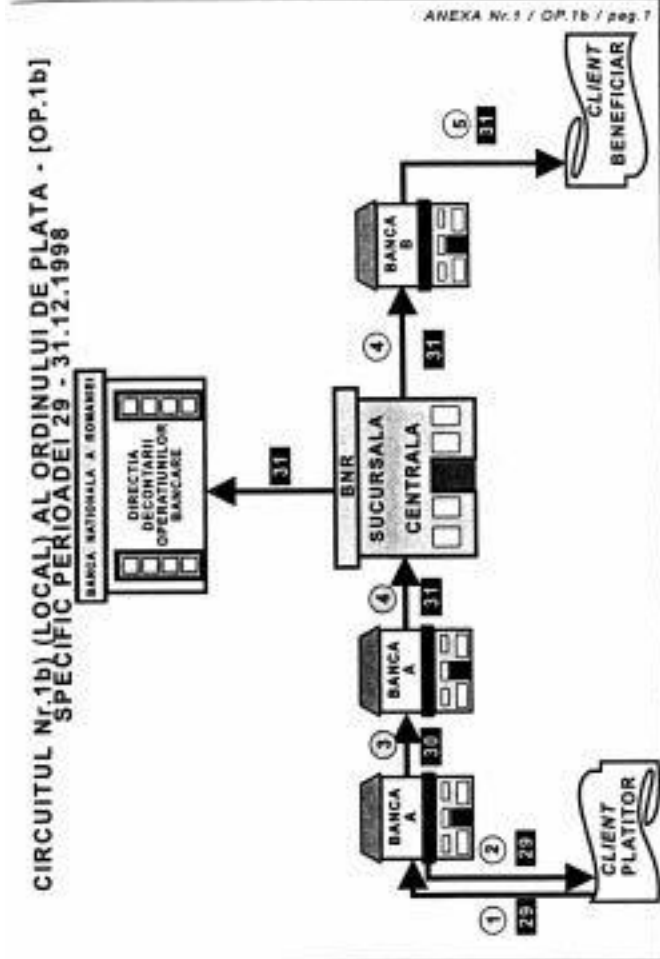 ANEXA Nr.1 / OP.1b / pag.1
CIRCUITUL Nr.1b) (LOCAL) AL ORDINULUI DE PLATA - [OP.1b]
SPECIFIC PERIOADEI 29 - 31.12.1998
BANCA NATIONALA A ROMANIEI
DIRECTIA
DECONTARII
OPERATIUNILOR
BANCARE
31
BNR
SUCURSALA
CENTRALA
BANCA
A
BANCA
A
BANCA
B
1
29
2
29
3
30
4
31
4
31
5
31
CLIENT
PLATITOR
CLIENT
BENEFICIAR